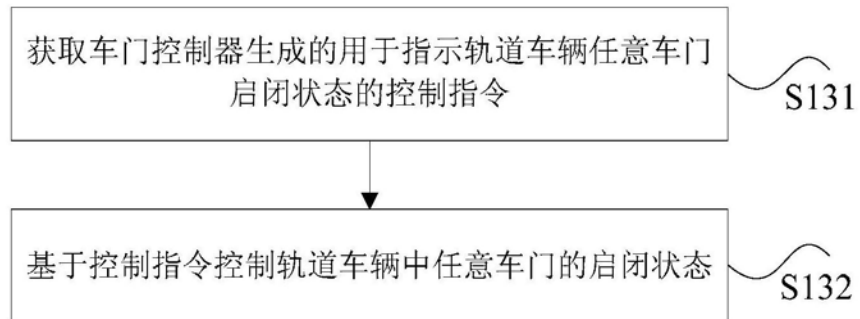 获取车门控制器生成的用于指示轨道车辆任意车门
启闭状态的控制指令
S131
基于控制指令控制轨道车辆中任意车门的启闭状态
S132